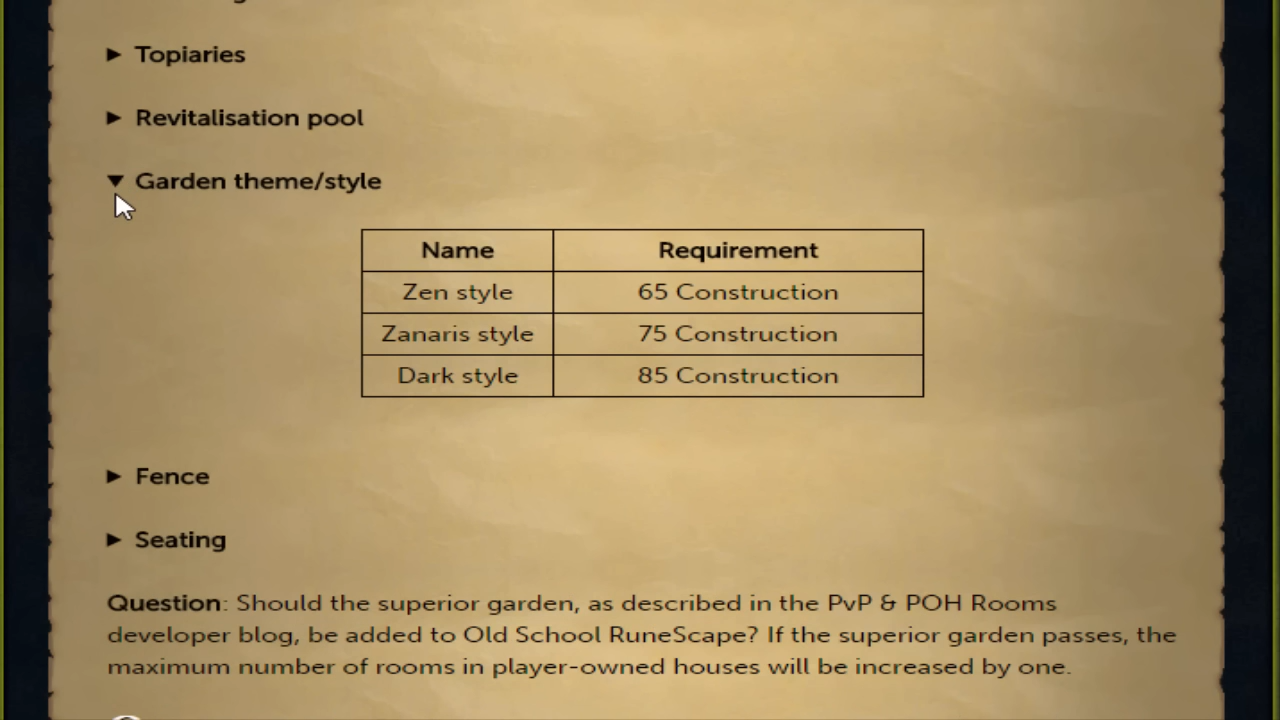 Topiaries
Revitalisation pool
Garden theme/style
Name Requirement
Zen style 65 Construction
Zanaris style 75 Construction
Dark style 85 Construction
Fence
Seating
Question: Should the superior garden, as described in the PvP & POH Rooms
developer blog, be added to Old School RuneScape? If the superior garden passes, the
maximum number of rooms in player-owned houses will be increased by one.